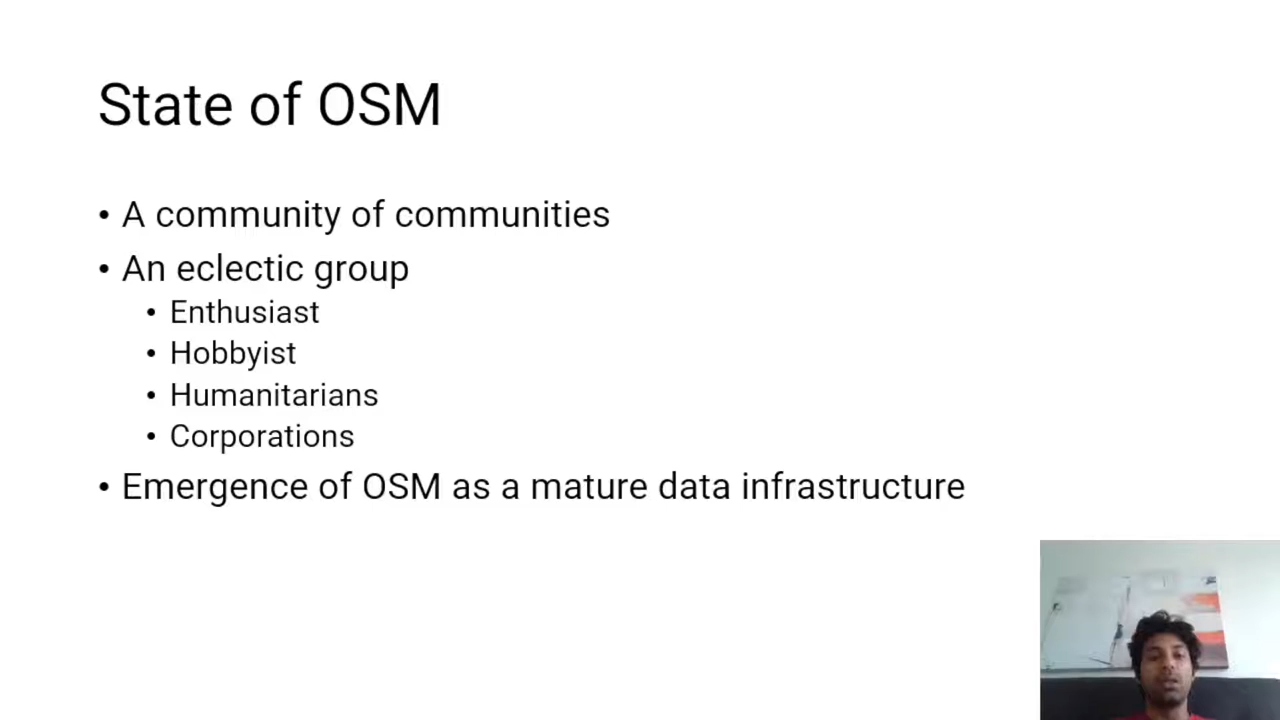 State of OSM
• A community of communities
• An eclectic group
• Enthusiast
• Hobbyist
• Humanitarians
• Corporations
• Emergence of OSM as a mature data infrastructure